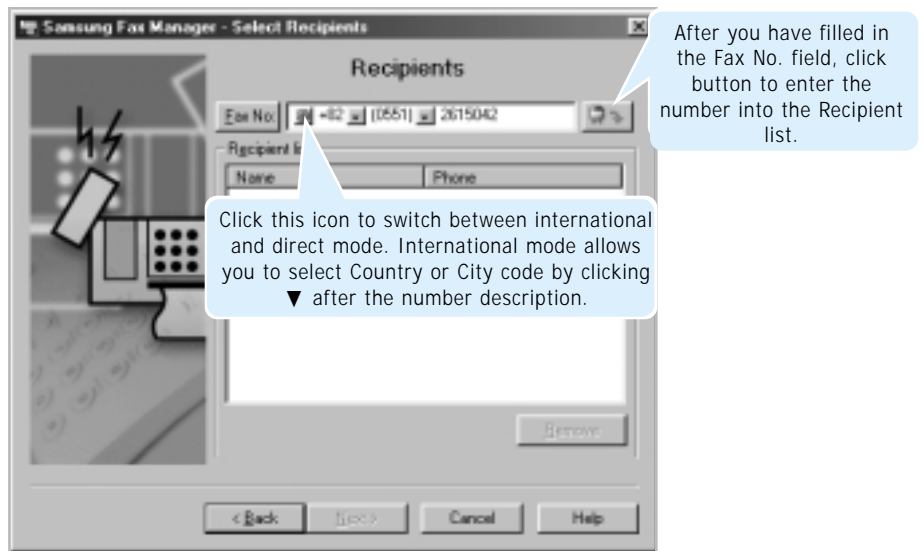 Samsung Fax Manager - Select Recipients
After you have filled in
the Fax No. field, click
button to enter the
number into the Recipient
list.
Recipients
Fax No: +82 (0551) 2615042
Recipient
Name Phone
Click this icon to switch between international
and direct mode. International mode allows
you to select Country or City code by clicking
▼ after the number description.
Remove
< Back Next > Cancel Help